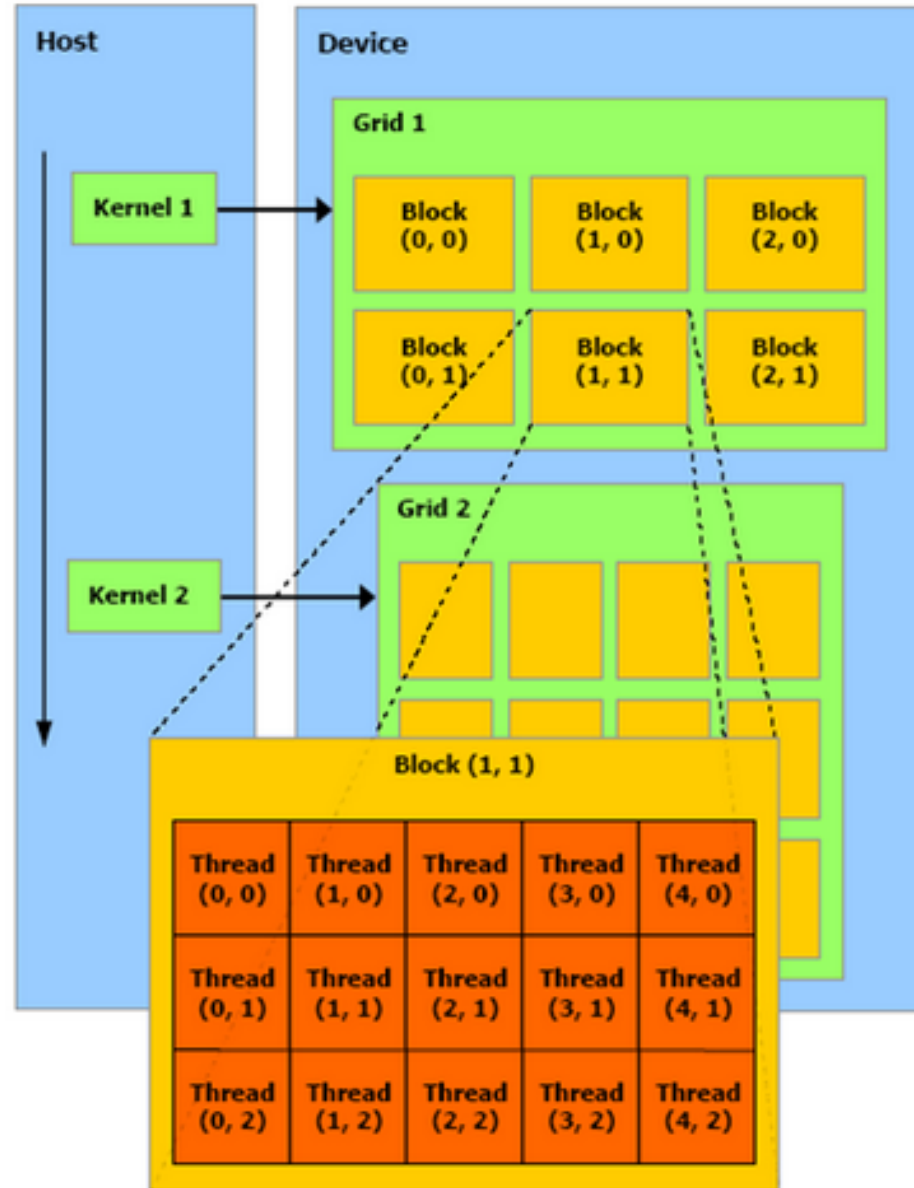 Host
Device
Grid 1
Kernel 1
Block
(0, 0)
Block
(1, 0)
Block
(2, 0)
Block
(0, 1)
Block
(1, 1)
Block
(2, 1)
Grid 2
Kernel 2
Block (1, 1)
Thread
(0, 0)
Thread
(1, 0)
Thread
(2, 0)
Thread
(3, 0)
Thread
(4, 0)
Thread
(0, 1)
Thread
(1, 1)
Thread
(2, 1)
Thread
(3, 1)
Thread
(4, 1)
Thread
(0, 2)
Thread
(1, 2)
Thread
(2, 2)
Thread
(3, 2)
Thread
(4, 2)